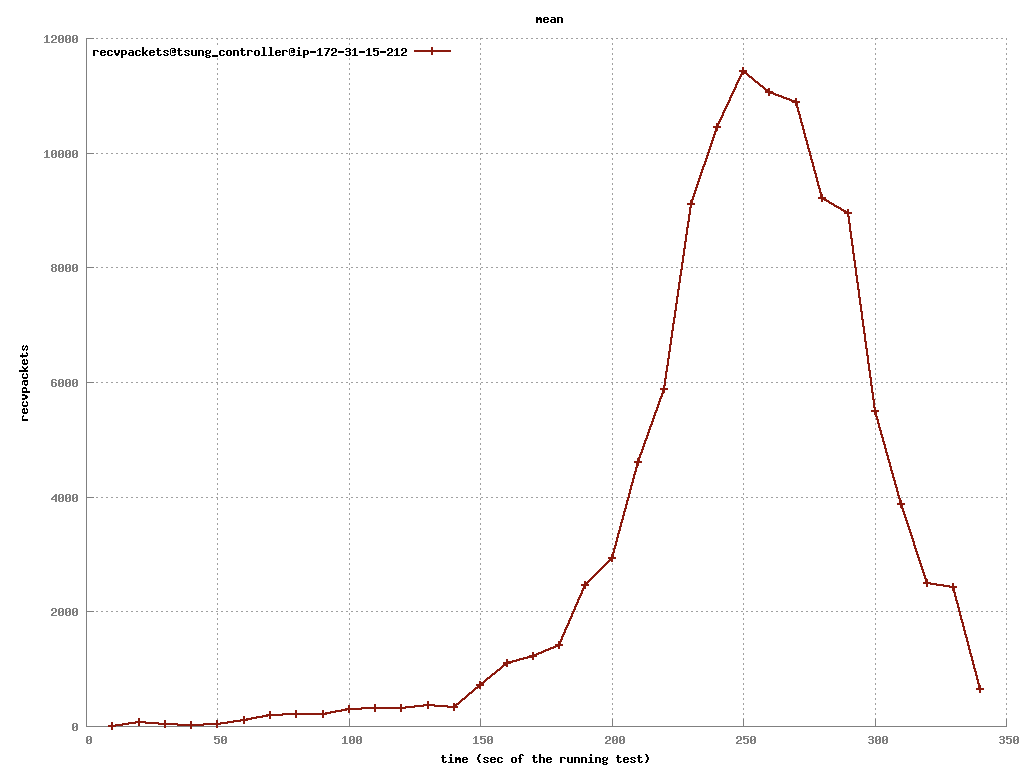 mean
12000
recvpackets@tsung_controller@ip-172-31-15-212
10000
8000
6000
recvpackets
4000
2000
0
0 50 100 150 200 250 300 350
time (sec of the running test)